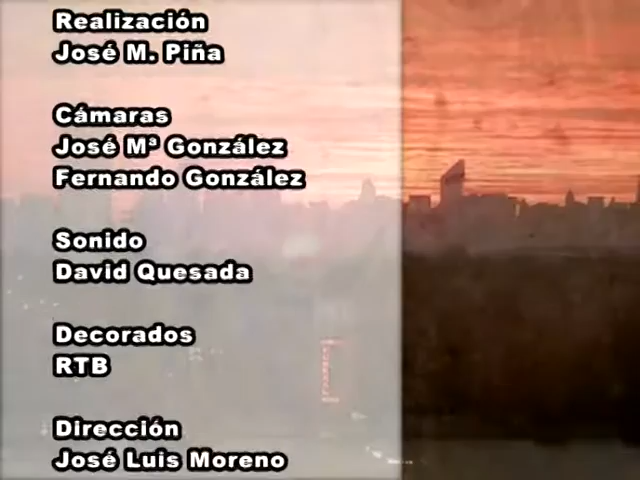 Realización
José M. Piña
Cámaras
José Mª González
Fernando González
Sonido
David Quesada
Decorados
RTB
Dirección
José Luis Moreno